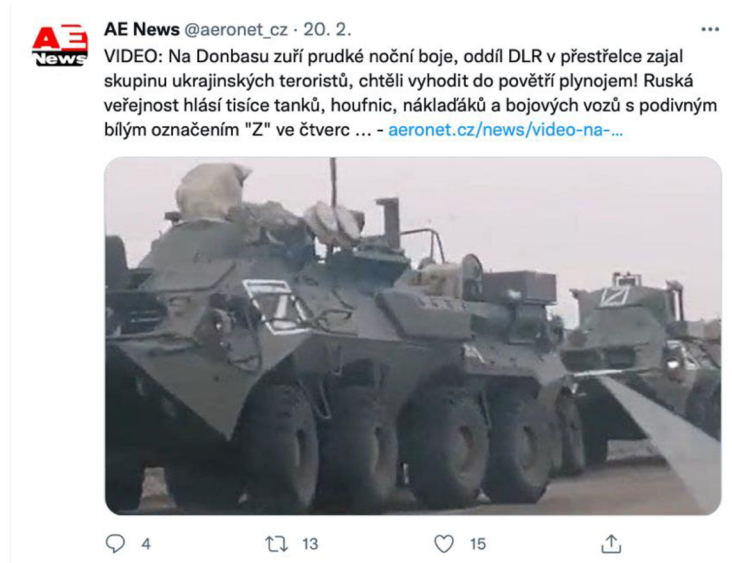 AE News
AE News @aeronet_cz · 20. 2.
VIDEO: Na Donbasu zuří prudké noční boje, oddíl DLR v přestřelce zajal
skupinu ukrajinských teroristů, chtěli vyhodit do povětří plynojem! Ruská
veřejnost hlásí tisíce tanků, houfnic, náklaďáků a bojových vozů s podivným
bílým označením "Z" ve čtverc ... - aeronet.cz/news/video-na-...
Z
Z
4 13 15